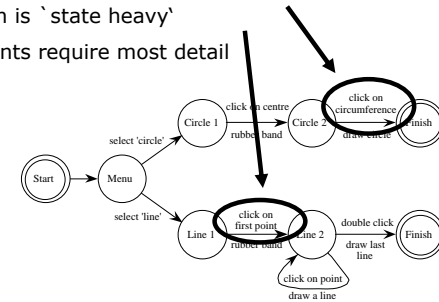 n is `state heavy‘
nts require most detail
click on
circumference
click on centre
Circle 1
Circle 2
Finish
rubber band
draw circle
select 'circle'
Start
Menu
select 'line'
click on
first point
double click
Line 1
Line 2
Finish
rubber band
draw last
line
click on point
draw a line